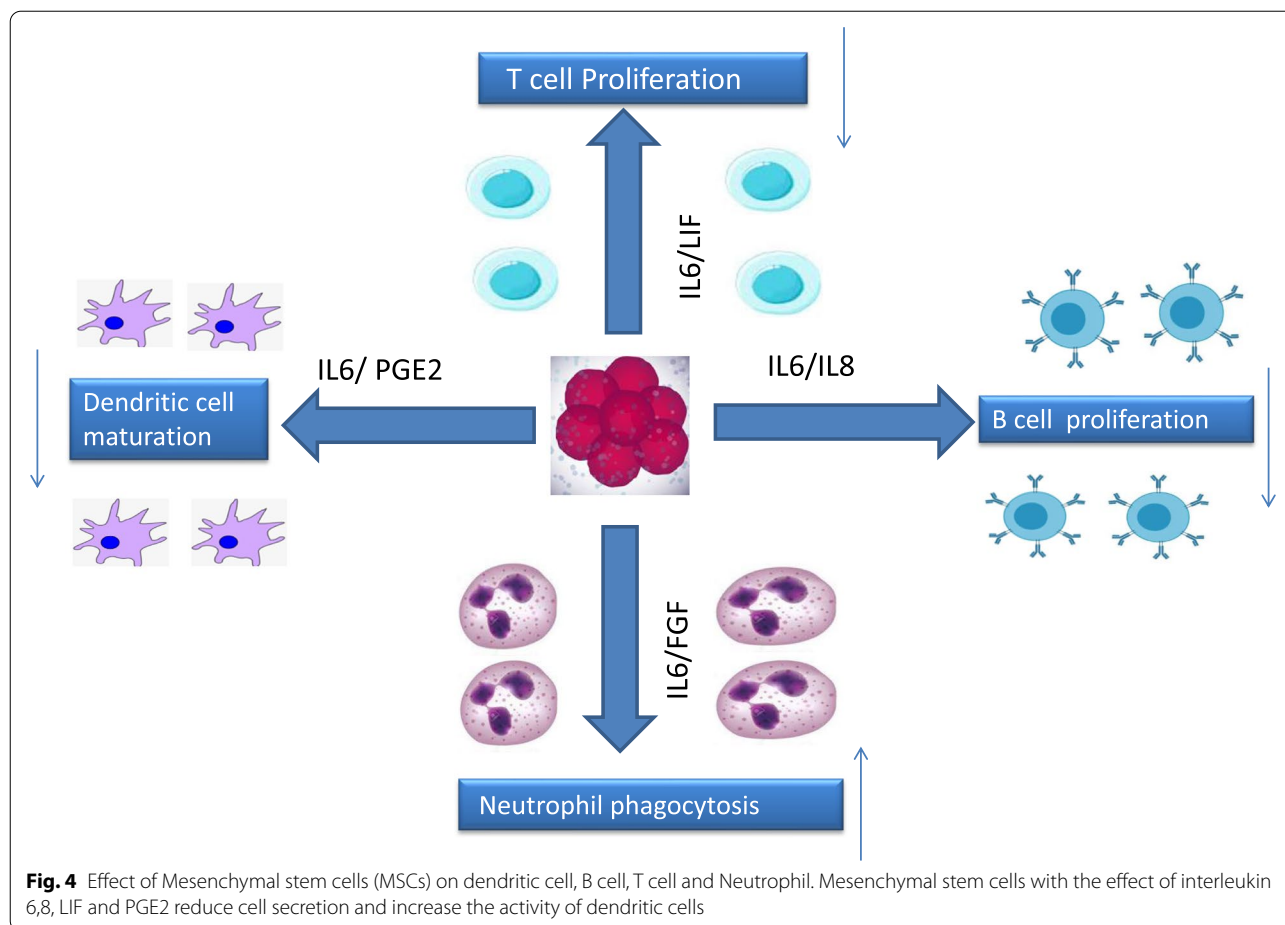 T cell Proliferation
IL6/LIF
IL6/ PGE2
IL6/IL8
Dendritic cell
maturation
B cell proliferation
IL6/FGF
Neutrophil phagocytosis
Fig. 4 Effect of Mesenchymal stem cells (MSCs) on dendritic cell, B cell, T cell and Neutrophil. Mesenchymal stem cells with the effect of interleukin
6,8, LIF and PGE2 reduce cell secretion and increase the activity of dendritic cells